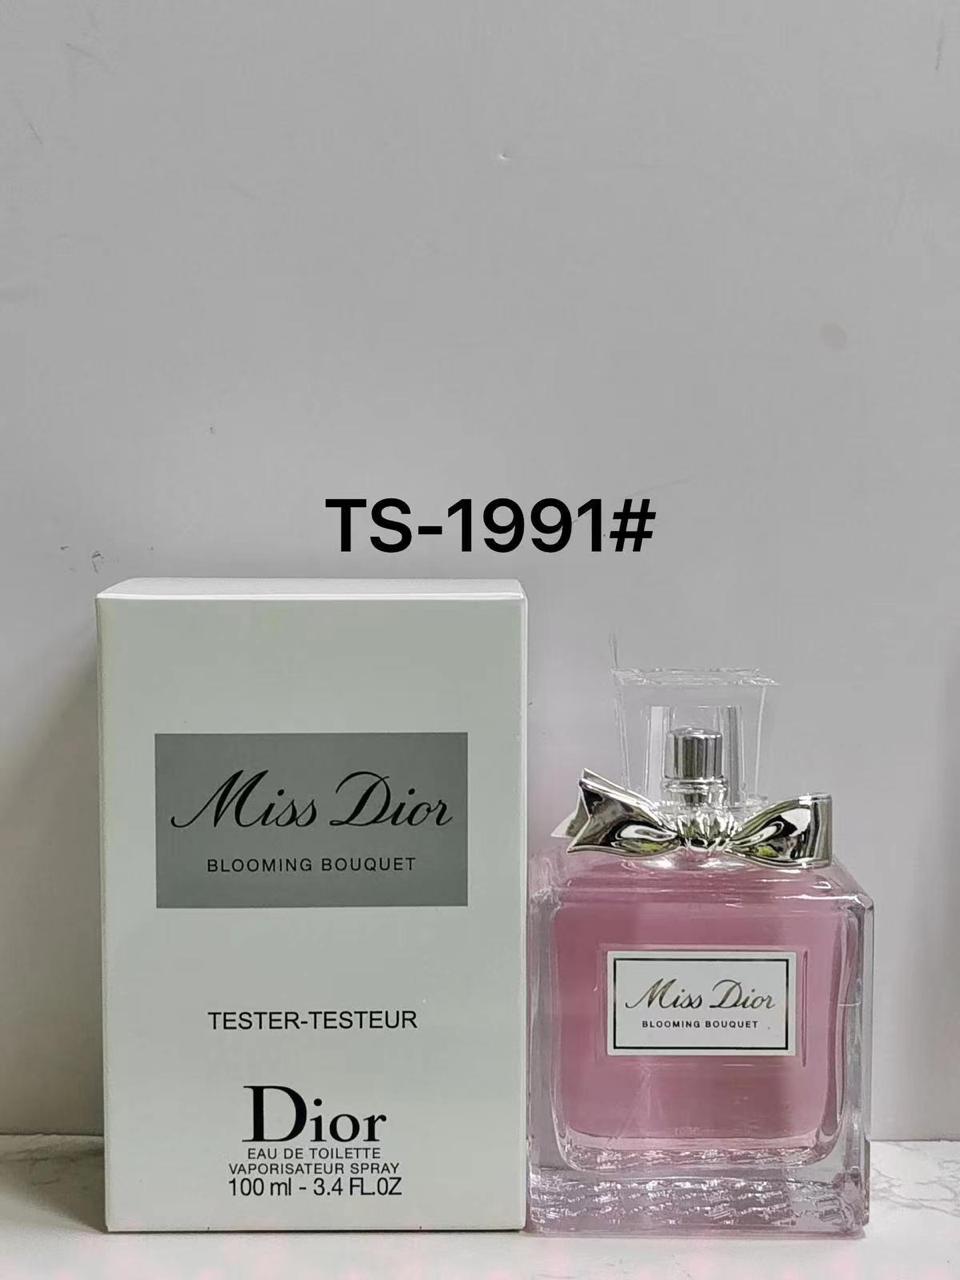 TS-1991#
Miss Dior
BLOOMING BOUQUET
TESTER-TESTEUR
Dior
EAU DE TOILETTE
VAPORISATEUR SPRAY
100 ml - 3.4 FL.OZ
Miss Dior
BLOOMING BOUQUET